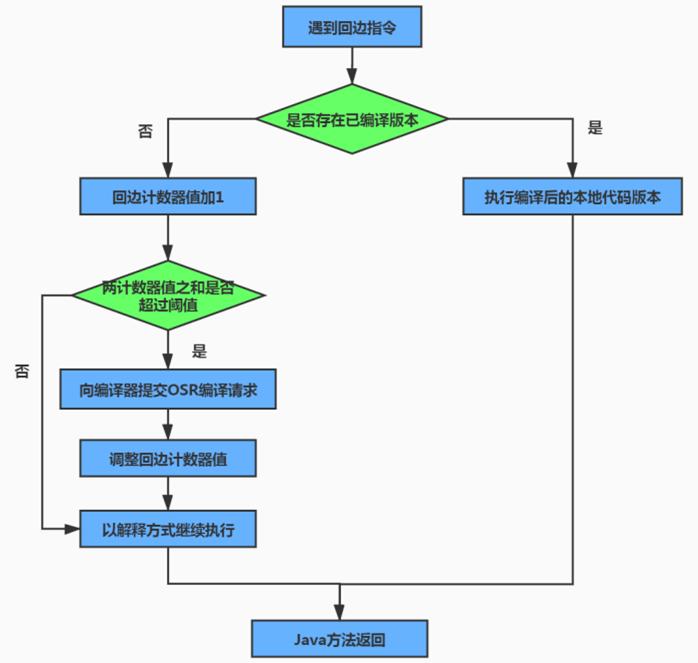 遇到回边指令
是否存在已编译版本
否
是
回边计数器值加1
执行编译后的本地代码版本
两计数器值之和是否
超过阈值
是
否
向编译器提交OSR编译请求
调整回边计数器值
以解释方式继续执行
Java方法返回